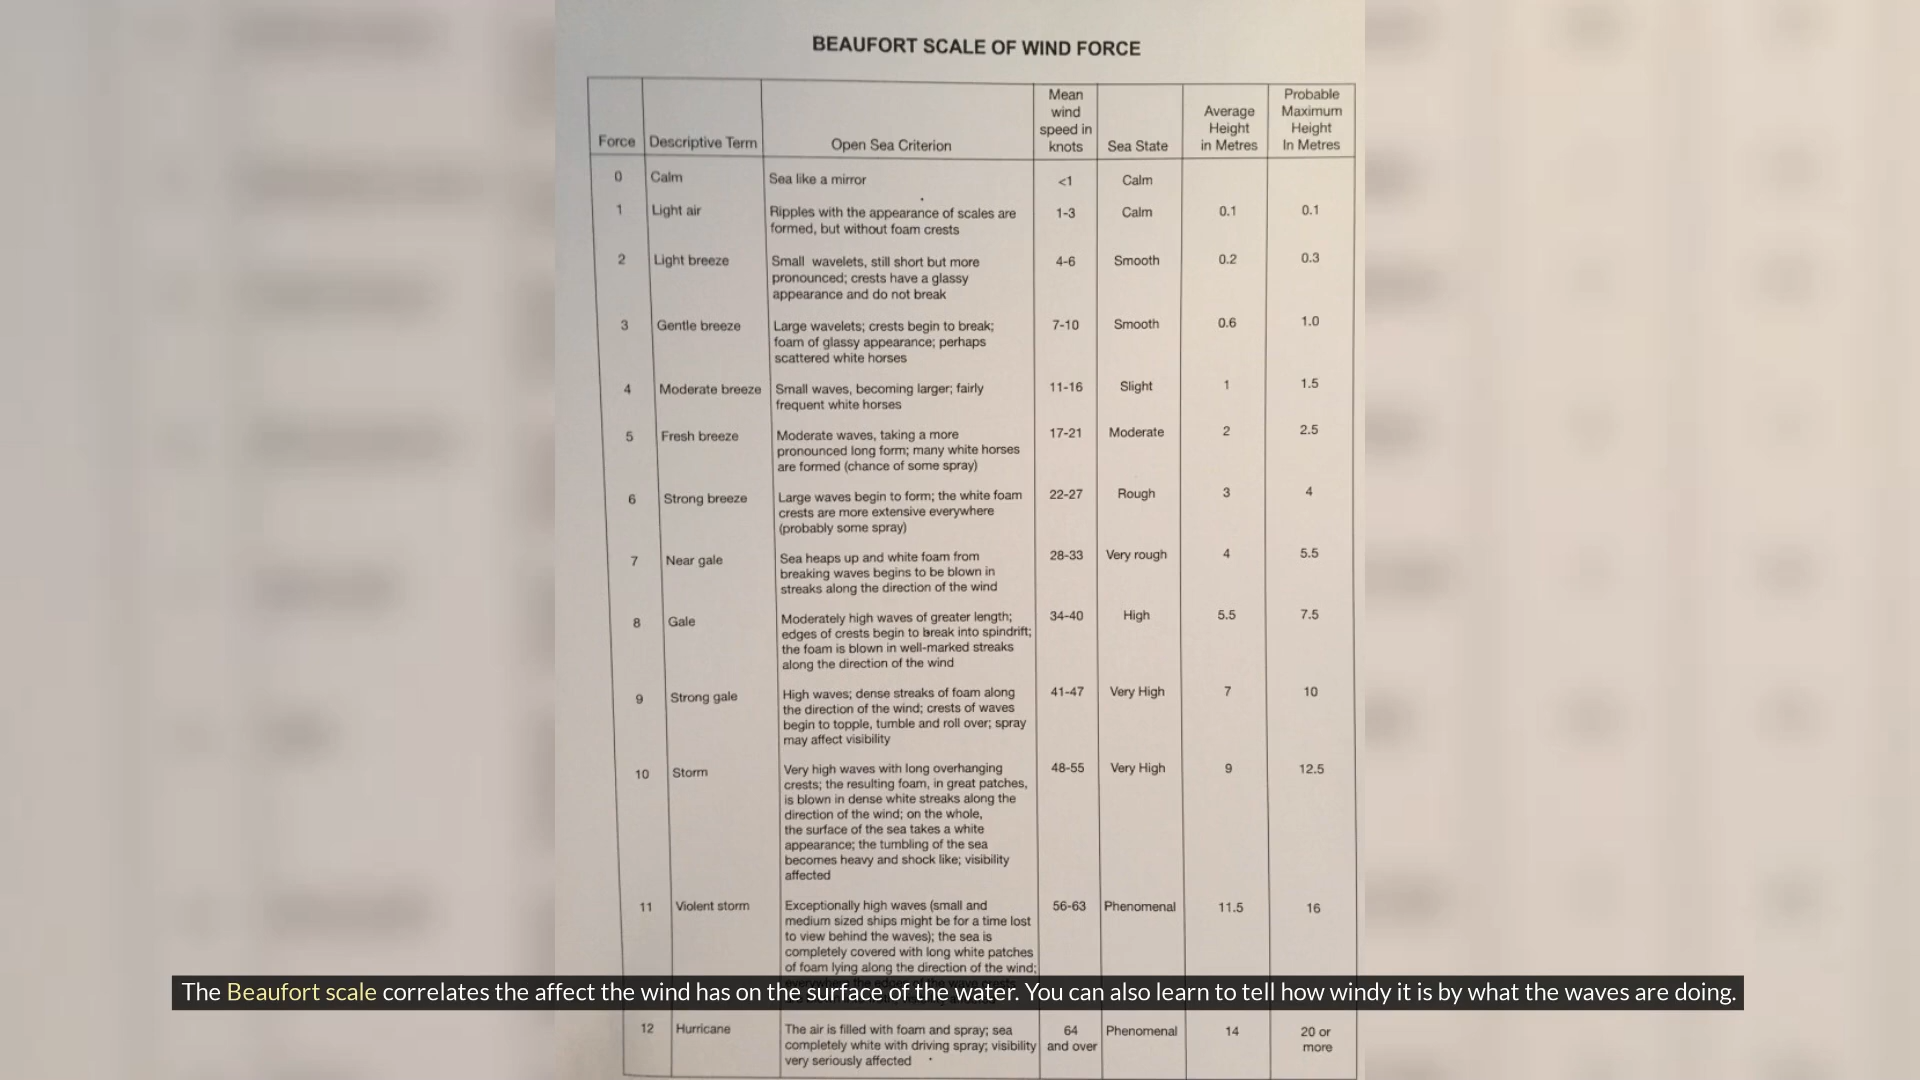 BEAUFORT SCALE OF WIND FORCE
Force Descriptive Term Open Sea Criterion Mean wind speed in knots Sea State Average Height in Metres Probable Maximum Height In Metres
0 Calm Sea like a mirror <1 Calm
1 Light air Ripples with the appearance of scales are 1-3 Calm 0.1 0.1
formed, but without foam crests
2 Light breeze Small wavelets, still short but more 4-6 Smooth 0.2 0.3
pronounced; crests have a glassy
appearance and do not break
3 Gentle breeze Large wavelets; crests begin to break; 7-10 Smooth 0.6 1.0
foam of glassy appearance; perhaps
scattered white horses
4 Moderate breeze Small waves, becoming larger; fairly 11-16 Slight 1 1.5
frequent white horses
5 Fresh breeze Moderate waves, taking a more 17-21 Moderate 2 2.5
pronounced long form; many white horses
are formed (chance of some spray)
6 Strong breeze Large waves begin to form; the white foam 22-27 Rough 3 4
crests are more extensive everywhere
(probably some spray)
7 Near gale Sea heaps up and white foam from 28-33 Very rough 4 5.5
breaking waves begins to be blown in
streaks along the direction of the wind
8 Gale Moderately high waves of greater length; 34-40 High 5.5 7.5
edges of crests begin to break into spindrift;
the foam is blown in well-marked streaks
along the direction of the wind
9 Strong gale High waves; dense streaks of foam along 41-47 Very High 7 10
the direction of the wind; crests of waves
begin to topple, tumble and roll over; spray
may affect visibility
10 Storm Very high waves with long overhanging 48-55 Very High 9 12.5
crests; the resulting foam, in great patches,
is blown in dense white streaks along the
direction of the wind; on the whole,
the surface of the sea takes a white
appearance; the tumbling of the sea
becomes heavy and shock like; visibility
affected
11 Violent storm Exceptionally high waves (small and 56-63 Phenomenal 11.5 16
medium sized ships might be for a time lost
to view behind the waves); the sea is
completely covered with long white patches
of foam lying along the direction of the wind;
The Beaufort scale correlates the affect the wind has on the surface of the water. You can also learn to tell how windy it is by what the waves are doing.
12 Hurricane The air is filled with foam and spray; sea 64 Phenomenal 14 20 or
completely white with driving spray; visibility and over more
very seriously affected